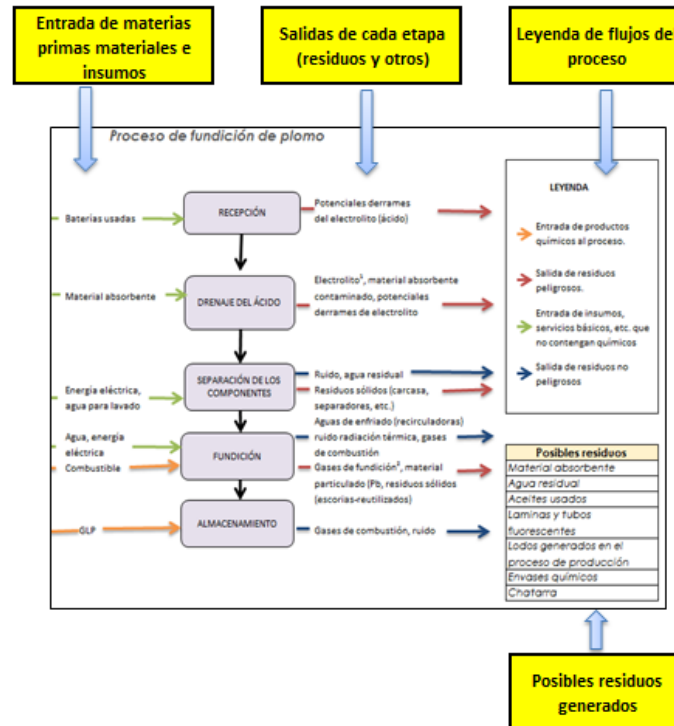 Entrada de materias
primas materiales e
insumos
Salidas de cada etapa
(residuos y otros)
Leyenda de flujos del
proceso
Proceso de fundición de plomo
Baterías usadas
RECEPCIÓN
Potenciales derrames
del electrolito (ácido)
Material absorbente
DRENAJE DEL ÁCIDO
Electrolito¹, material absorbente
contaminado, potenciales
derrames de electrolito
Energía eléctrica,
agua para lavado
SEPARACIÓN DE LOS
COMPONENTES
Ruido, agua residual
Residuos sólidos (carcasa,
separadores, etc.)
Agua, energía
eléctrica
Combustible
FUNDICIÓN
Aguas de enfriado (recirculadoras)
ruido radiación térmica, gases
de combustión
Gases de fundición², material
particulado (Pb, residuos sólidos
(escorias-reutilizados)
GLP
ALMACENAMIENTO
Gases de combustión, ruido
LEYENDA
Entrada de productos
químicos al proceso.
Salida de residuos
peligrosos.
Entrada de insumos,
servicios básicos, etc. que
no contengan químicos
Salida de residuos no
peligrosos
Posibles residuos
Material absorbente
Agua residual
Aceites usados
Laminas y tubos
fluorescentes
Lodos generados en el
proceso de producción
Envases químicos
Chatarra
Posibles residuos
generados